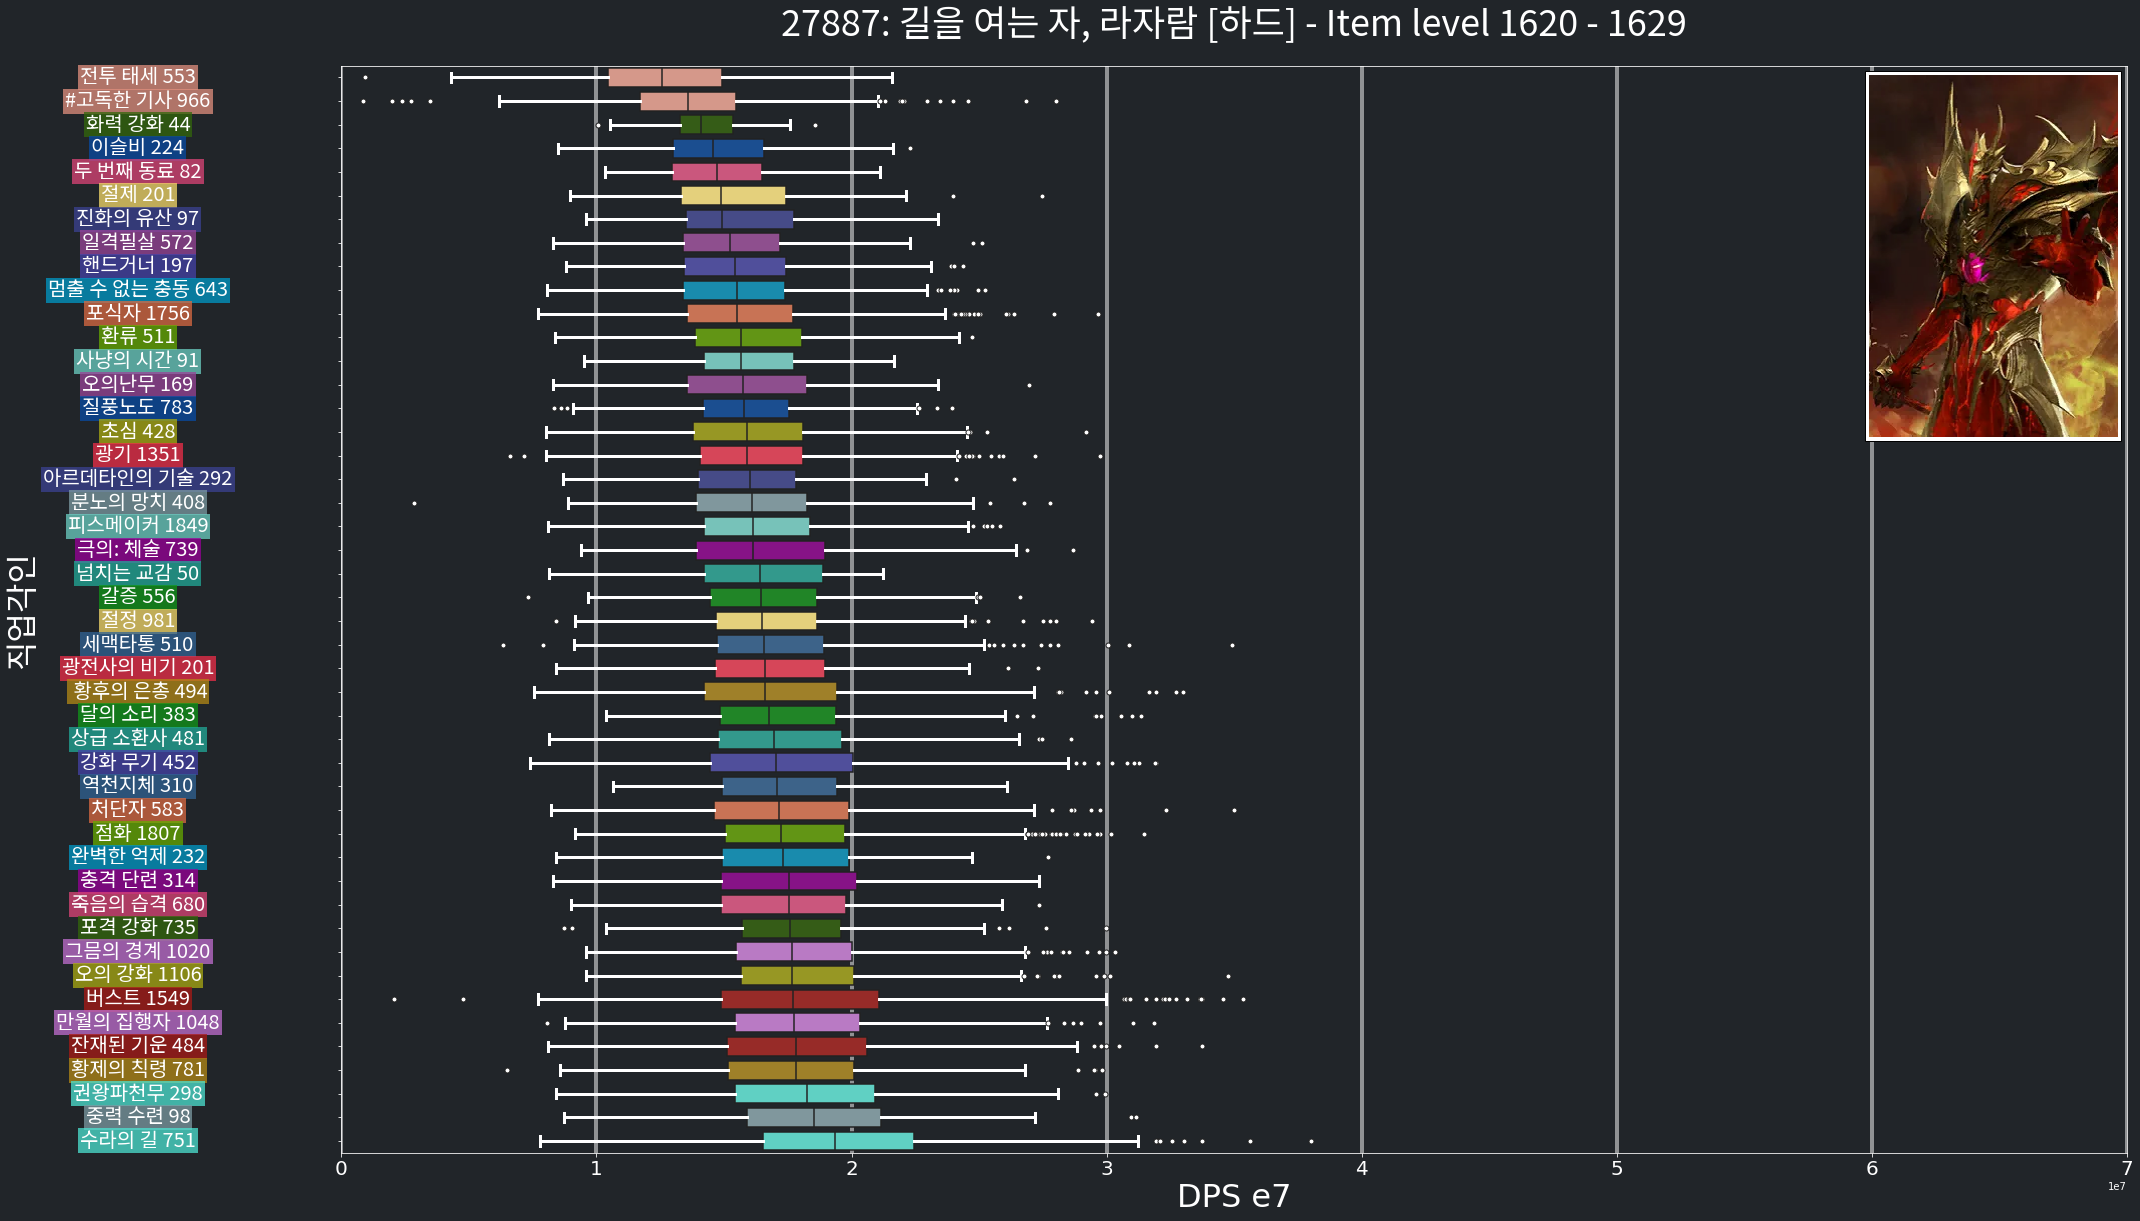 27887: 길을 여는 자, 라자람 [하드] - Item level 1620 - 1629
직업각인
전투 태세 553
#고독한 기사 966
화력 강화 44
이슬비 224
두 번째 동료 82
절제 201
진화의 유산 97
일격필살 572
핸드거너 197
멈출 수 없는 충동 643
포식자 1756
환류 511
사냥의 시간 91
오의난무 169
질풍노도 783
초심 428
광기 1351
아르데타인의 기술 292
분노의 망치 408
피스메이커 1849
극의: 체술 739
넘치는 교감 50
갈증 556
절정 981
세맥타통 510
광전사의 비기 201
황후의 은총 494
달의 소리 383
상급 소환사 481
강화 무기 452
역천지체 310
처단자 583
점화 1807
완벽한 억제 232
충격 단련 314
죽음의 습격 680
포격 강화 735
그믐의 경계 1020
오의 강화 1106
버스트 1549
만월의 집행자 1048
잔재된 기운 484
황제의 칙령 781
권왕파천무 298
중력 수련 98
수라의 길 751
0 1 2 3 4 5 6 7
1e7
DPS e7